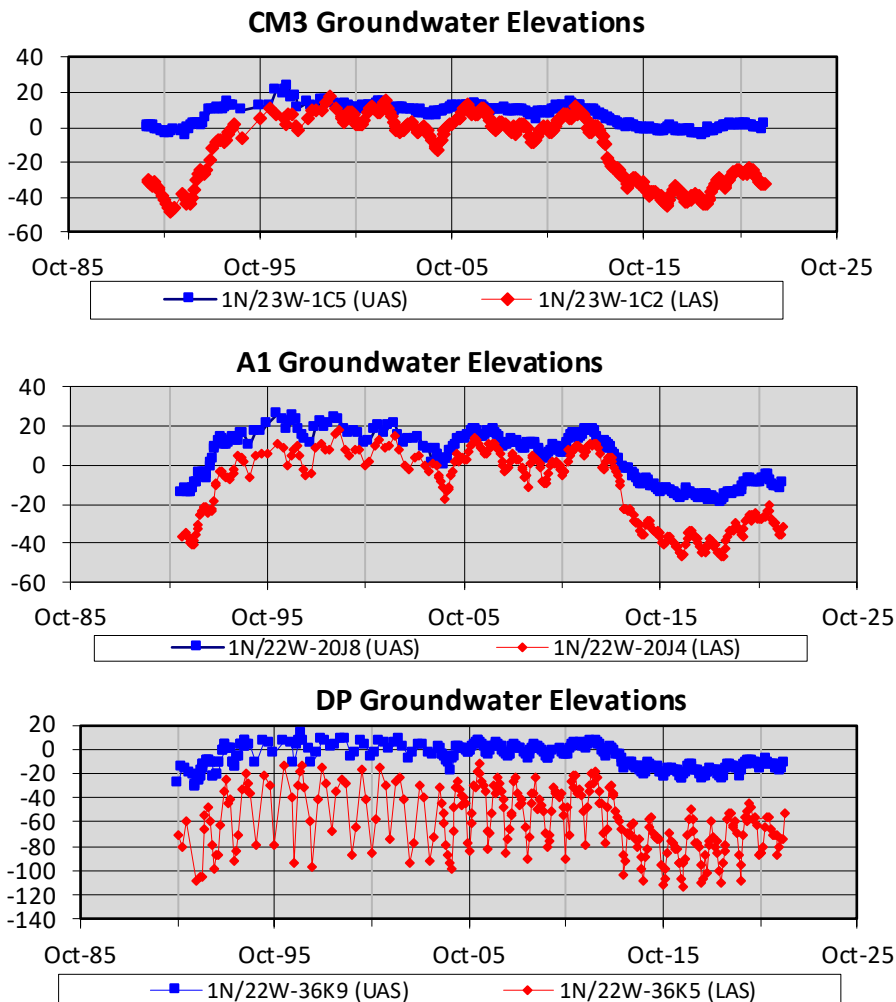 CM3 Groundwater Elevations
40
20
0
-20
-40
-60
Oct-85 Oct-95 Oct-05 Oct-15 Oct-25
1N/23W-1C5 (UAS) 1N/23W-1C2 (LAS)
A1 Groundwater Elevations
40
20
0
-20
-40
-60
Oct-85 Oct-95 Oct-05 Oct-15 Oct-25
1N/22W-20J8 (UAS) 1N/22W-20J4 (LAS)
DP Groundwater Elevations
20
0
-20
-40
-60
-80
-100
-120
-140
Oct-85 Oct-95 Oct-05 Oct-15 Oct-25
1N/22W-36K9 (UAS) 1N/22W-36K5 (LAS)